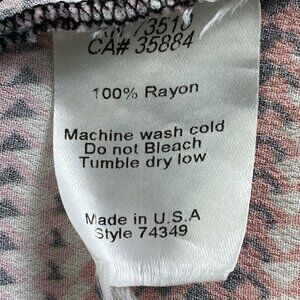 CA# 35884
100% Rayon
Machine wash cold
Do not Bleach
Tumble dry low
Made in U.S.A
Style 74349